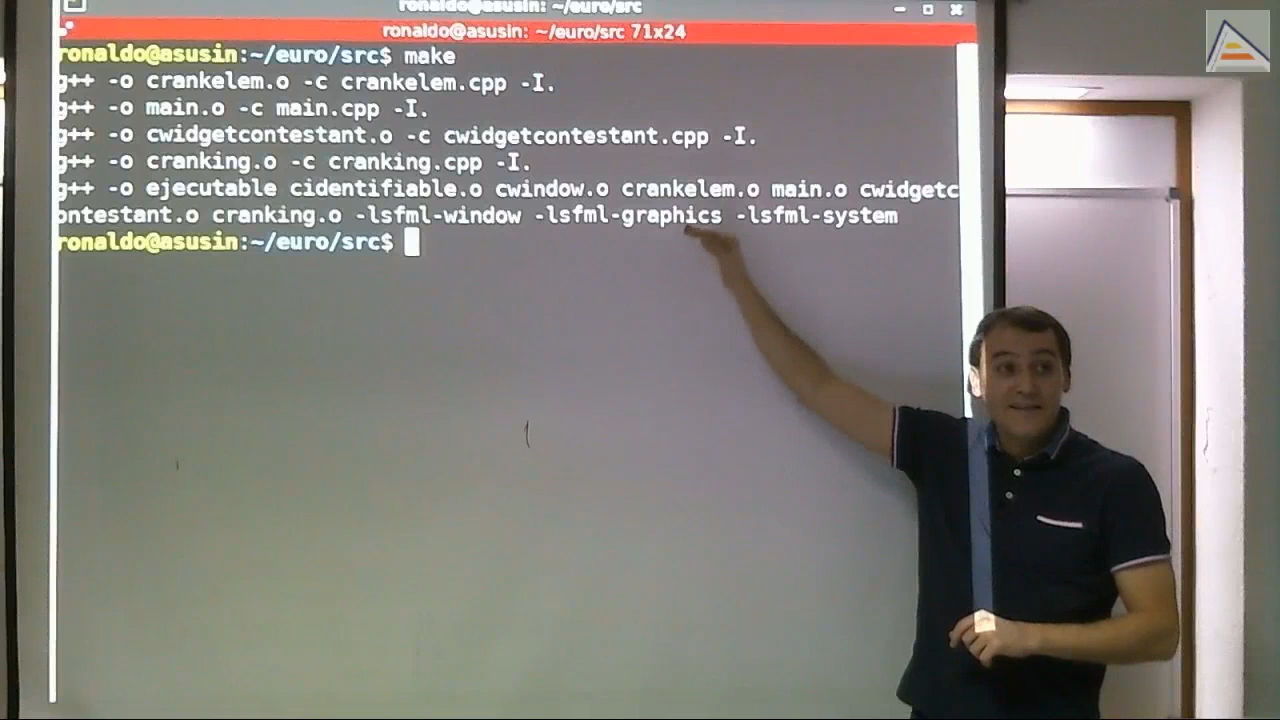 ronaldo@asusin: ~/euro/src
ronaldo@asusin: ~/euro/src 71x24
ronaldo@asusin:~/euro/src$ make
g++ -o crankelem.o -c crankelem.cpp -I.
g++ -o main.o -c main.cpp -I.
g++ -o cwidgetcontestant.o -c cwidgetcontestant.cpp -I.
g++ -o cranking.o -c cranking.cpp -I.
g++ -o ejecutable cidentifiable.o cwindow.o crankelem.o main.o cwidgetc
ontestant.o cranking.o -lsfml-window -lsfml-graphics -lsfml-system
ronaldo@asusin:~/euro/src$